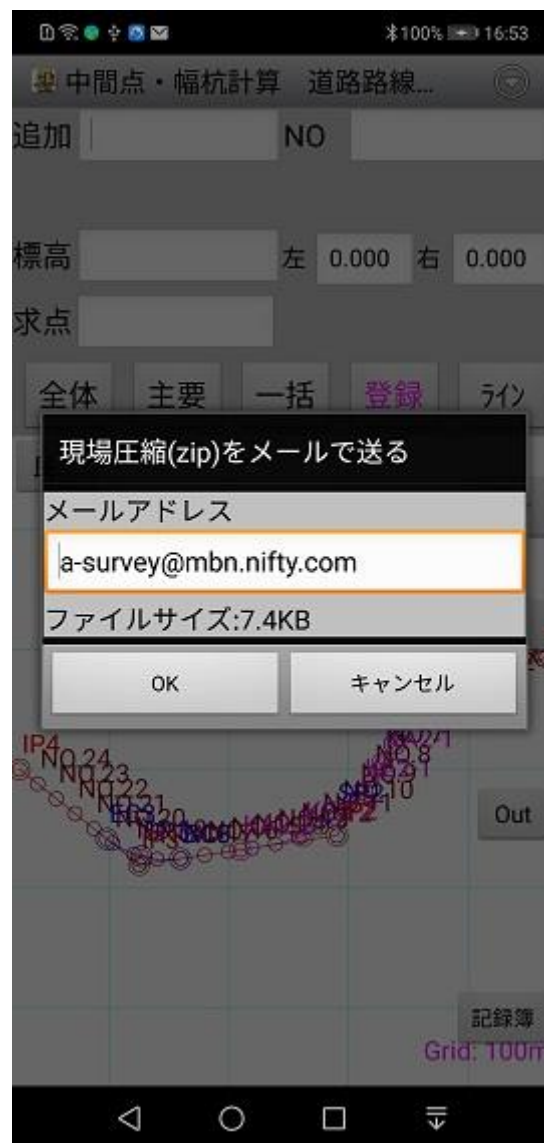 100% 16:53
中間点・幅杭計算 道路路線...
追加 NO
標高 左 0.000 右 0.000
求点
全体 主要 一括 登録 ライン
現場圧縮(zip)をメールで送る
メールアドレス
a-survey@mbn.nifty.com
ファイルサイズ:7.4KB
OK キャンセル
IP4
NO.24
NO.23
NO.22
NO.8
Out
記録簿
Grid: 100m